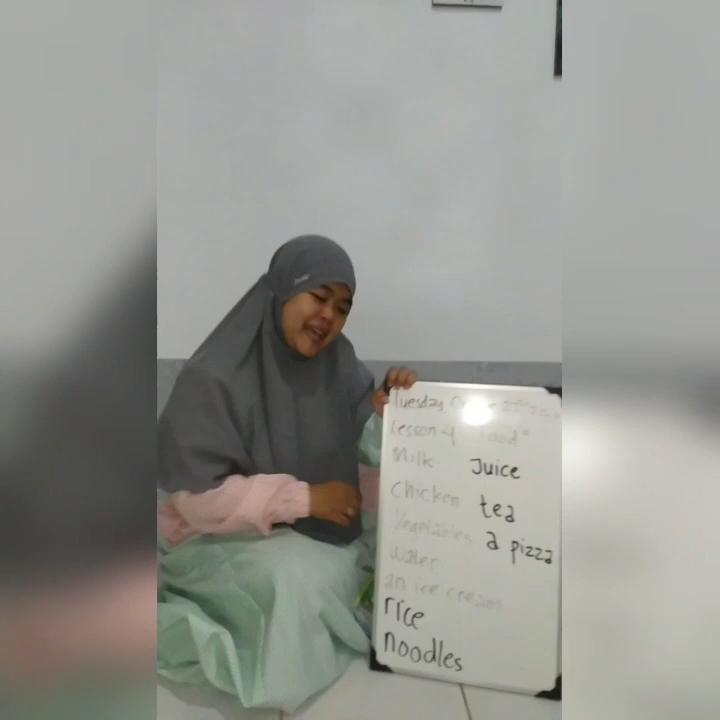 Tuesday
Lesson 4 "Food"
Milk Juice
Chicken tea
Vegetables a pizza
Water
an ice cream
rice
noodles